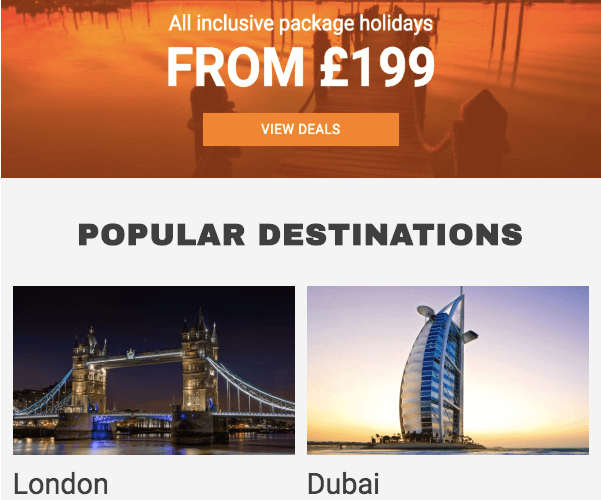 All inclusive package holidays
FROM £199
VIEW DEALS
POPULAR DESTINATIONS
London
Dubai